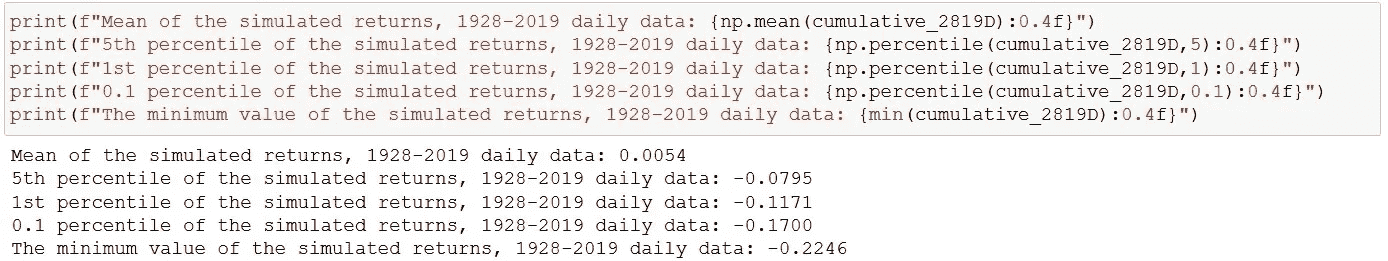 print(f"Mean of the simulated returns, 1928-2019 daily data: {np.mean(cumulative_2819D):0.4f}")
print(f"5th percentile of the simulated returns, 1928-2019 daily data: {np.percentile(cumulative_2819D,5):0.4f}")
print(f"1st percentile of the simulated returns, 1928-2019 daily data: {np.percentile(cumulative_2819D,1):0.4f}")
print(f"0.1 percentile of the simulated returns, 1928-2019 daily data: {np.percentile(cumulative_2819D,0.1):0.4f}")
print(f"The minimum value of the simulated returns, 1928-2019 daily data: {min(cumulative_2819D):0.4f}")
Mean of the simulated returns, 1928-2019 daily data: 0.0054
5th percentile of the simulated returns, 1928-2019 daily data: -0.0795
1st percentile of the simulated returns, 1928-2019 daily data: -0.1171
0.1 percentile of the simulated returns, 1928-2019 daily data: -0.1700
The minimum value of the simulated returns, 1928-2019 daily data: -0.2246